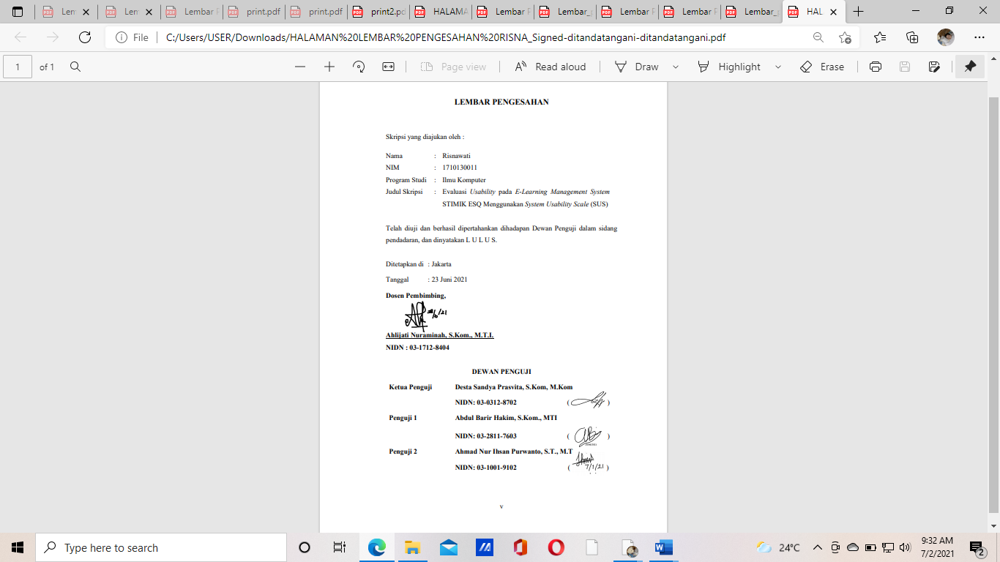 Lem
Lem
Lembar P
print.pdf
print.pdf
print2.pd
HALAMA
Lembar P
Lembar_p
Lembar P
Lembar P
Lembar_p
HAL
File
C:/Users/USER/Downloads/HALAMAN%20LEMBAR%20PENGESAHAN%20RISNA_Signed-ditandatangani-ditandatangani.pdf
1 of 1
Page view
Read aloud
Draw
Highlight
Erase
LEMBAR PENGESAHAN
Skripsi yang diajukan oleh :
Nama : Risnawati
NIM : 1710130011
Program Studi : Ilmu Komputer
Judul Skripsi : Evaluasi Usability pada E-Learning Management System
STIMIK ESQ Menggunakan System Usability Scale (SUS)
Telah diuji dan berhasil dipertahankan dihadapan Dewan Penguji dalam sidang
pendadaran, dan dinyatakan L U L U S.
Ditetapkan di : Jakarta
Tanggal : 23 Juni 2021
Dosen Pembimbing,
Ahlijati Nuraminah, S.Kom., M.T.I.
NIDN : 03-1712-8404
DEWAN PENGUJI
Ketua Penguji Desta Sandya Prasvita, S.Kom, M.Kom
NIDN: 03-0312-8702 ( )
Penguji 1 Abdul Barir Hakim, S.Kom., MTI
NIDN: 03-2811-7603 ( )
Penguji 2 Ahmad Nur Ihsan Purwanto, S.T., M.T
NIDN: 03-1001-9102 ( 7/1/21 )
v
Type here to search
24°C
9:32 AM
7/2/2021
2